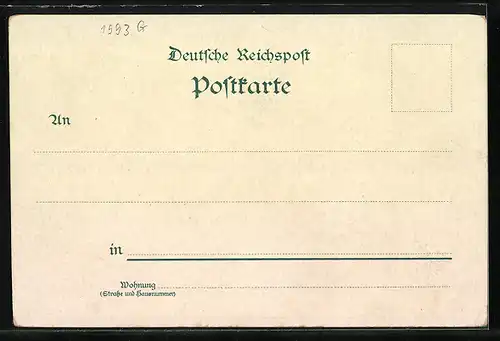 1593 G
Deutsche Reichspost
Postkarte
An
in
Wohnung
(Straße und Hausnummer)